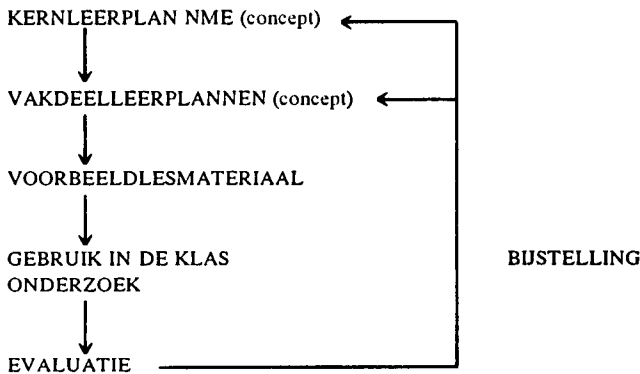 KERNLEERPLAN NME (concept)
VAKDEELLEERPLANNEN (concept)
VOORBEELDLESMATERIAAL
GEBRUIK IN DE KLAS
ONDERZOEK
BIJSTELLING
EVALUATIE